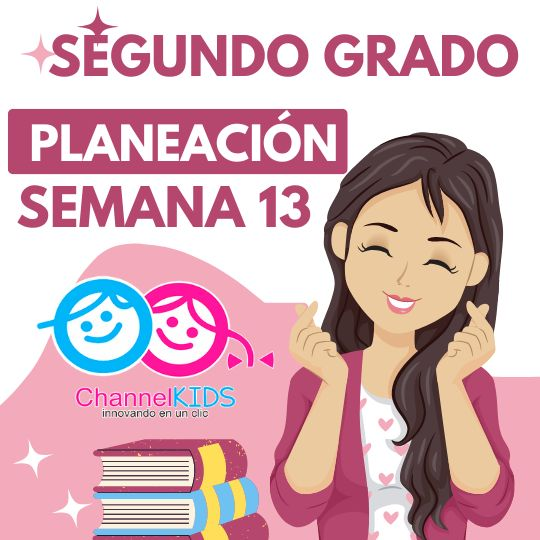 SEGUNDO GRADO
PLANEACIÓN
SEMANA 13
ChannelKIDS
innovando en un clic